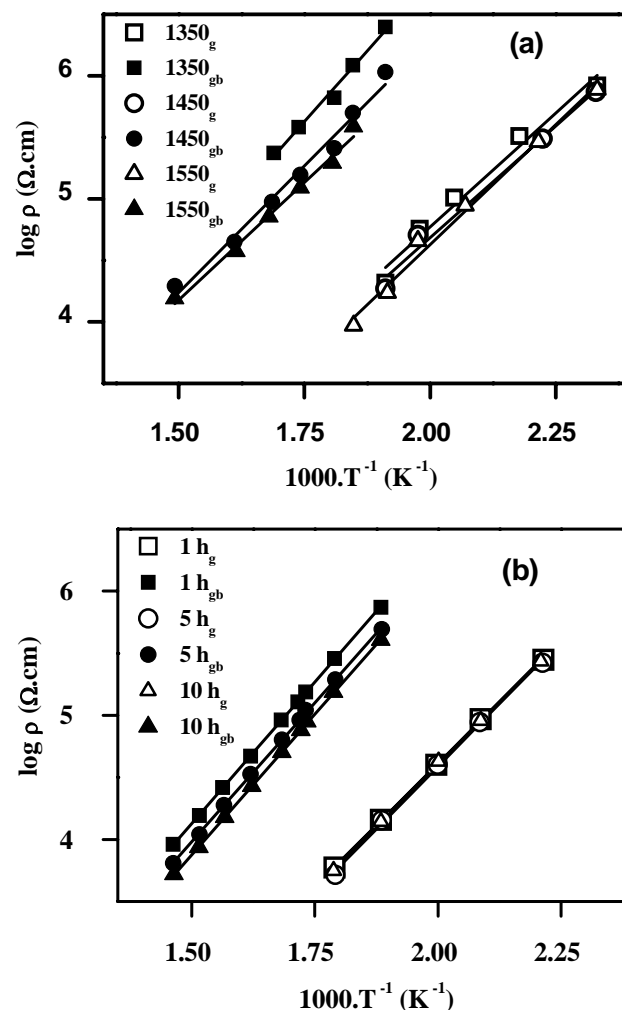 (a)
1350g
1350gb
1450g
1450gb
1550g
1550gb
6
5
4
log ρ (Ω.cm)
1.50 1.75 2.00 2.25
1000.T⁻¹ (K⁻¹)
(b)
1 hg
1 hgb
5 hg
5 hgb
10 hg
10 hgb
6
5
4
log ρ (Ω.cm)
1.50 1.75 2.00 2.25
1000.T⁻¹ (K⁻¹)